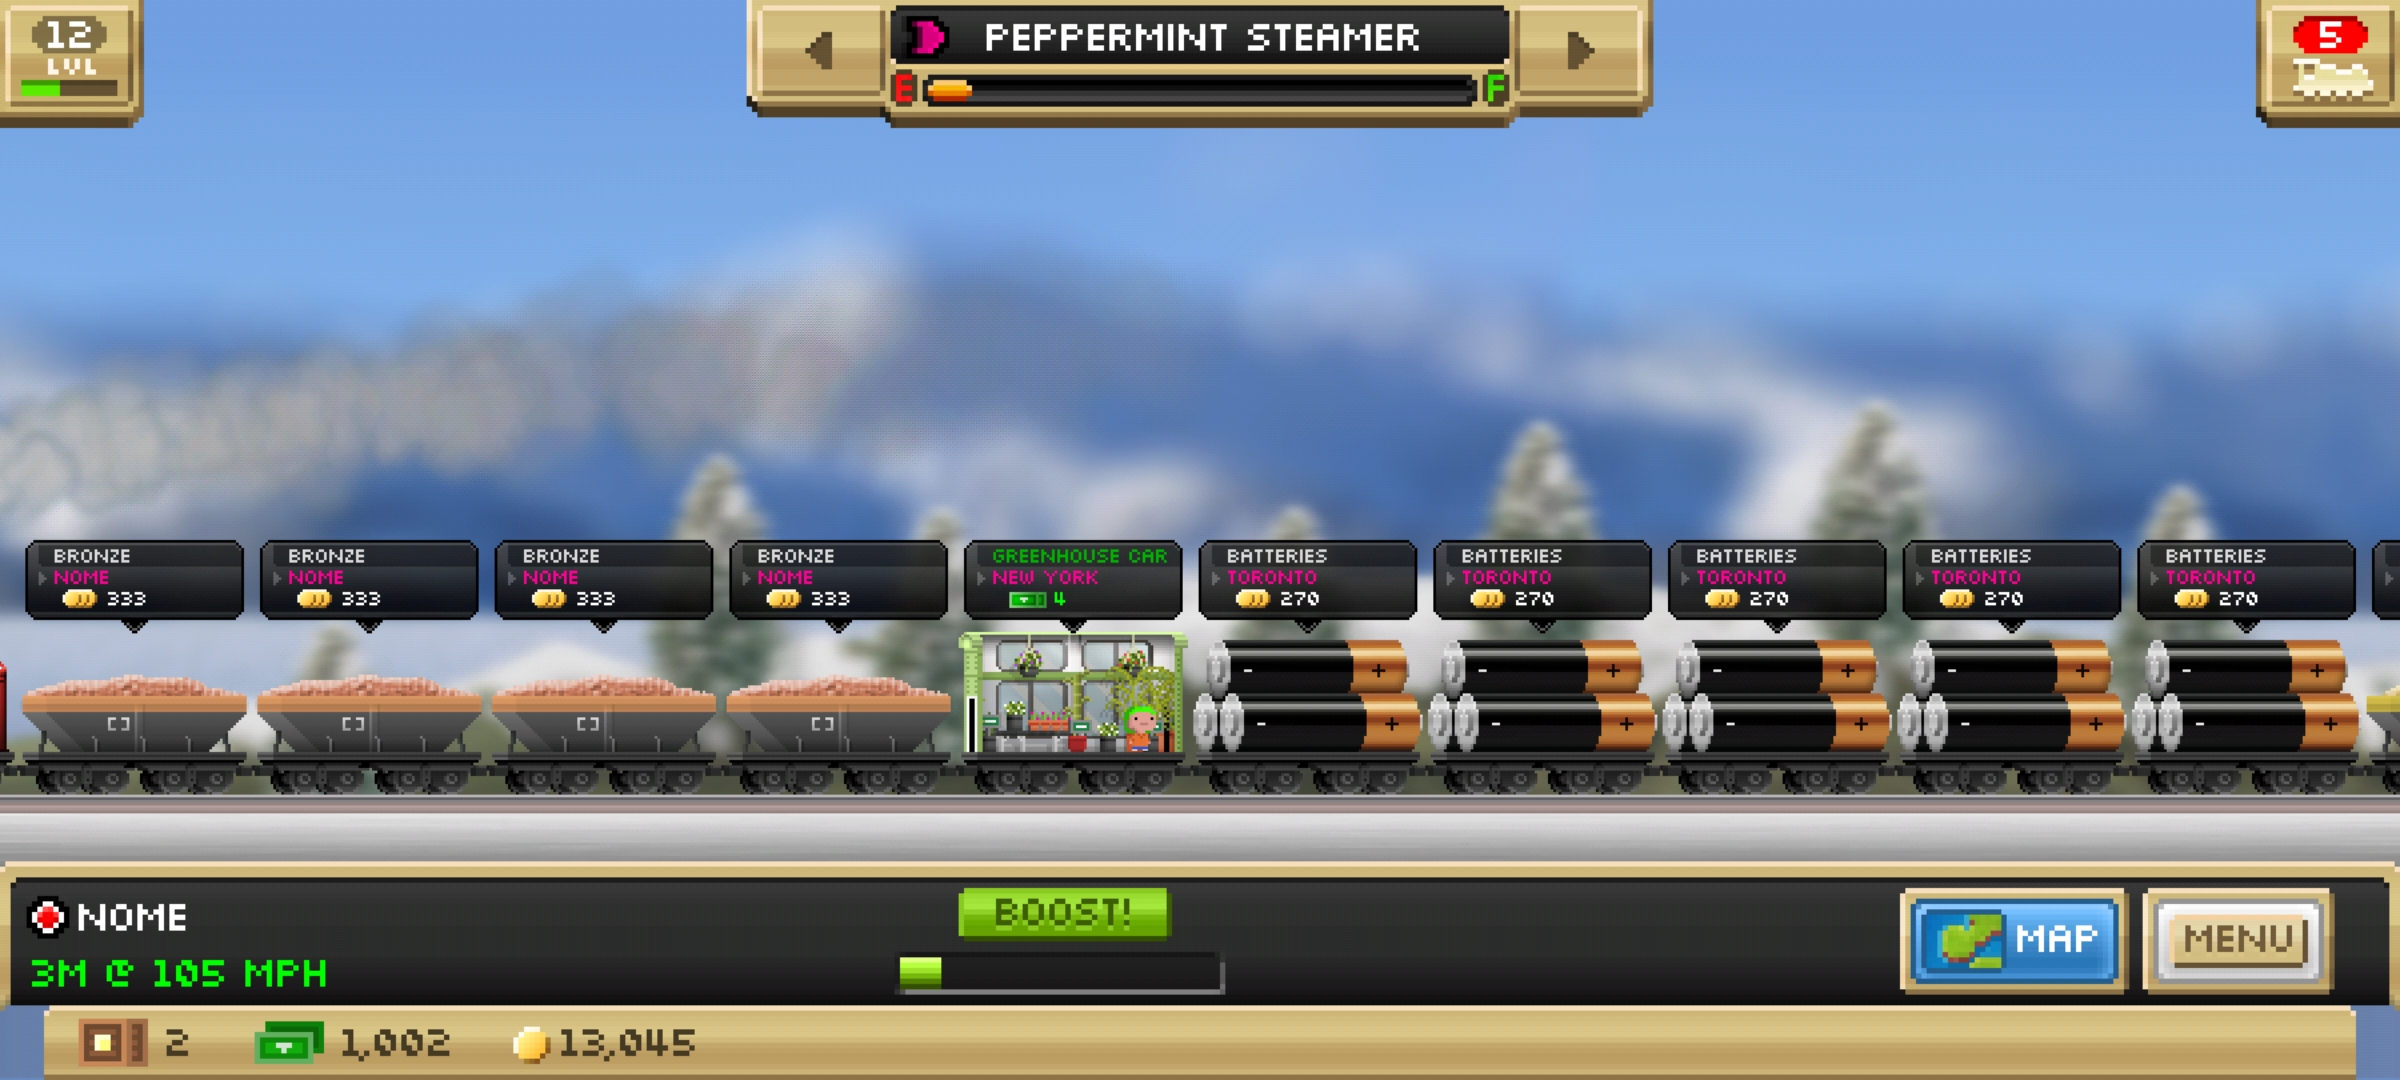 12
LVL
PEPPERMINT STEAMER
E F
5
BRONZE
NOME
333
BRONZE
NOME
333
BRONZE
NOME
333
BRONZE
NOME
333
GREENHOUSE CAR
NEW YORK
4
BATTERIES
TORONTO
270
BATTERIES
TORONTO
270
BATTERIES
TORONTO
270
BATTERIES
TORONTO
270
BATTERIES
TORONTO
270
- +
- +
- +
- +
- +
- +
- +
- +
- +
- +
NOME
3M @ 105 MPH
BOOST!
MAP
MENU
2
1,002
13,045